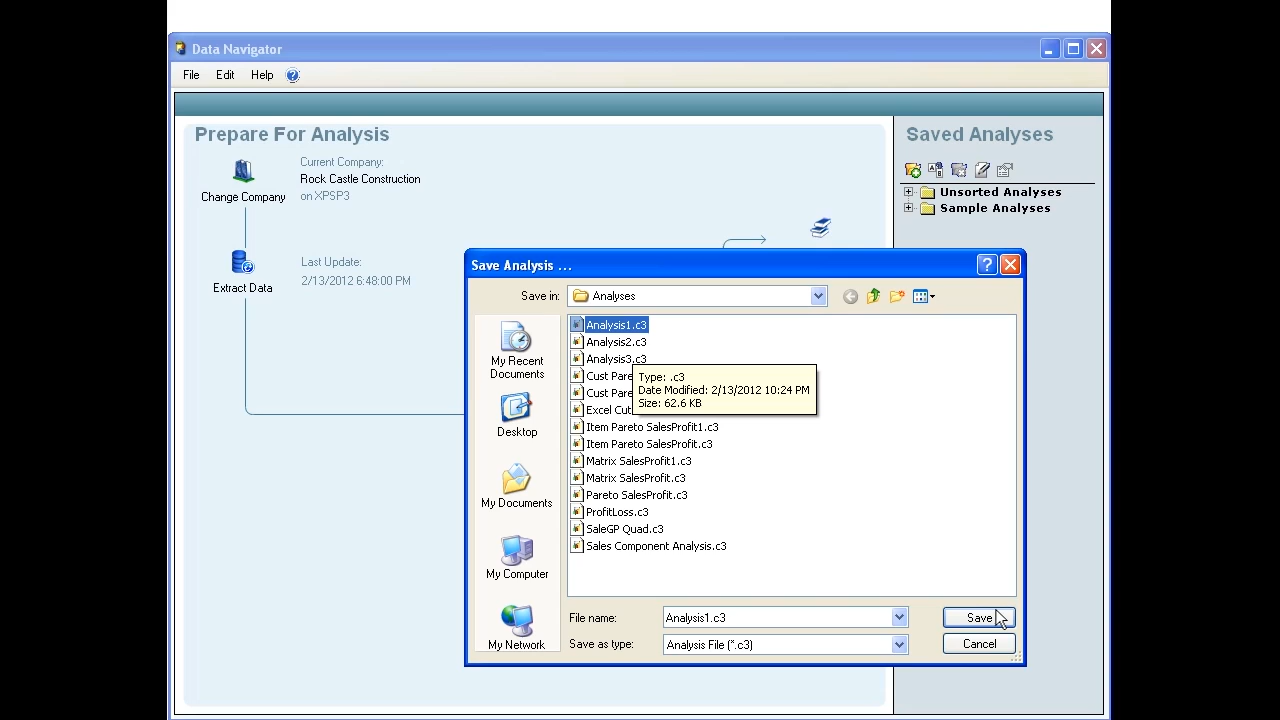 Data Navigator
File Edit Help
Prepare For Analysis
Change Company
Current Company:
Rock Castle Construction
on XPSP3
Extract Data
Last Update:
2/13/2012 6:48:00 PM
Saved Analyses
Unsorted Analyses
Sample Analyses
Save Analysis ...
Save in: Analyses
My Recent
Documents
Desktop
My Documents
My Computer
My Network
Analysis1.c3
Analysis2.c3
Analysis3.c3
Cust Pare
Cust Pare
Excel Cut
Item Pareto SalesProfit1.c3
Item Pareto SalesProfit.c3
Matrix SalesProfit1.c3
Matrix SalesProfit.c3
Pareto SalesProfit.c3
ProfitLoss.c3
SaleGP Quad.c3
Sales Component Analysis.c3
Type: .c3
Date Modified: 2/13/2012 10:24 PM
Size: 62.6 KB
File name: Analysis1.c3 Save
Save as type: Analysis File (*.c3) Cancel